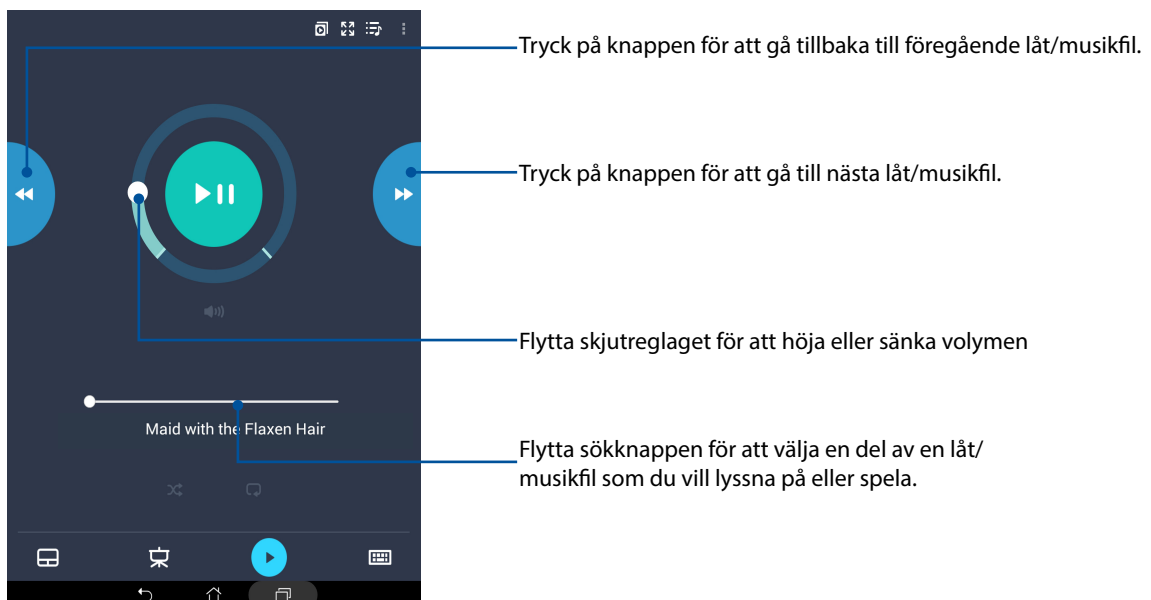 Tryck på knappen för att gå tillbaka till föregående låt/musikfil.
Tryck på knappen för att gå till nästa låt/musikfil.
Flytta skjutreglaget för att höja eller sänka volymen
Maid with the Flaxen Hair
Flytta sökknappen för att välja en del av en låt/
musikfil som du vill lyssna på eller spela.